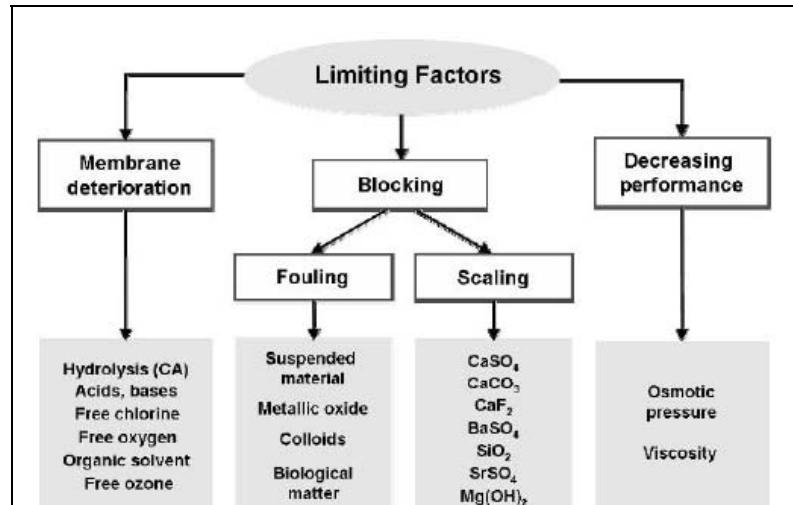 Limiting Factors
Membrane
deterioration
Blocking
Decreasing
performance
Fouling
Scaling
Hydrolysis (CA)
Acids, bases
Free chlorine
Free oxygen
Organic solvent
Free ozone
Suspended
material
Metallic oxide
Colloids
Biological
matter
CaSO₄
CaCO₃
CaF₂
BaSO₄
SiO₂
SrSO₄
Mg(OH)₂
Osmotic
pressure
Viscosity